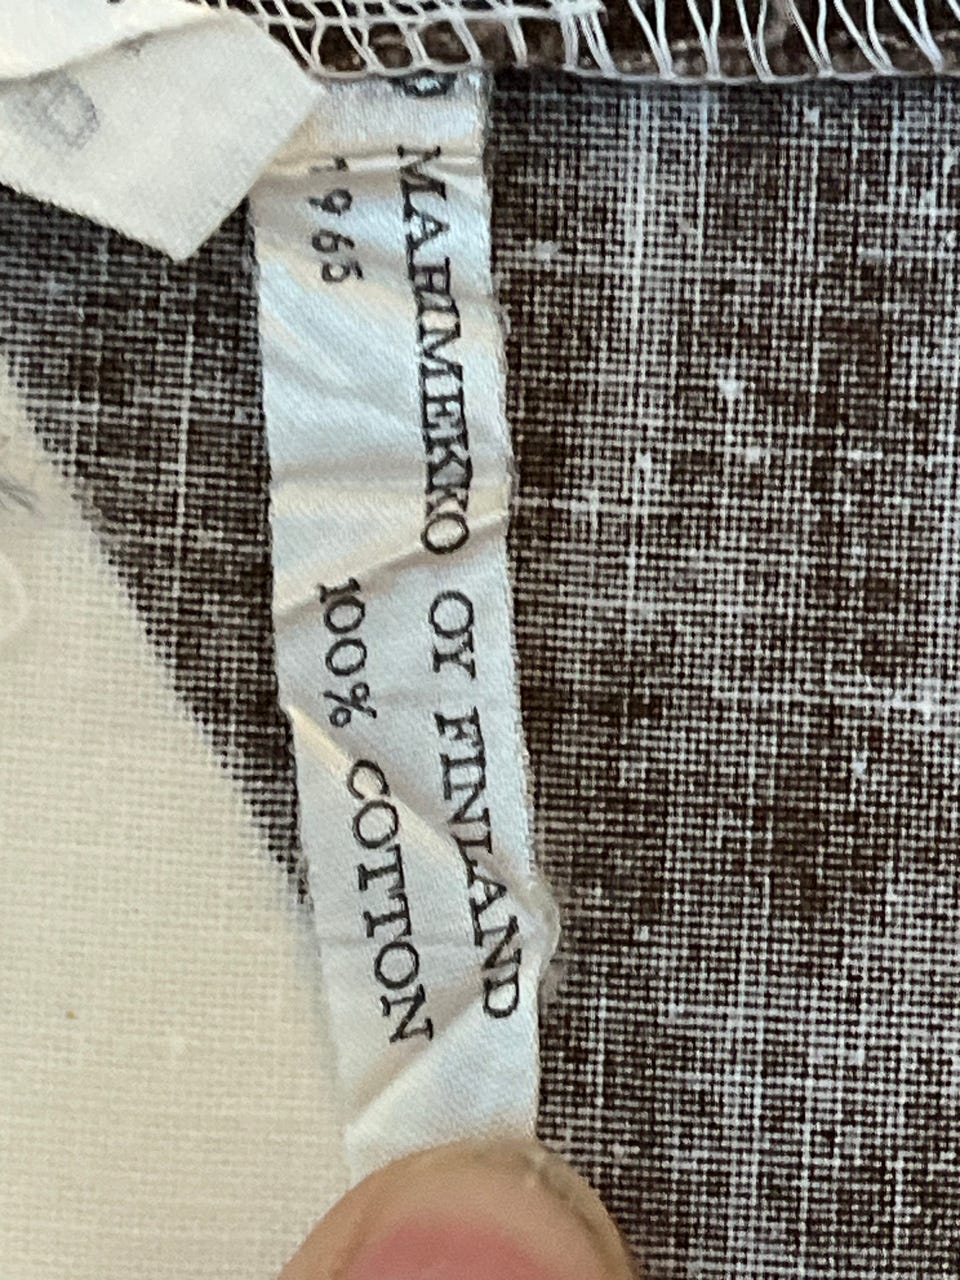 MARIMEKKO OY FINLAND
1965 100% COTTON